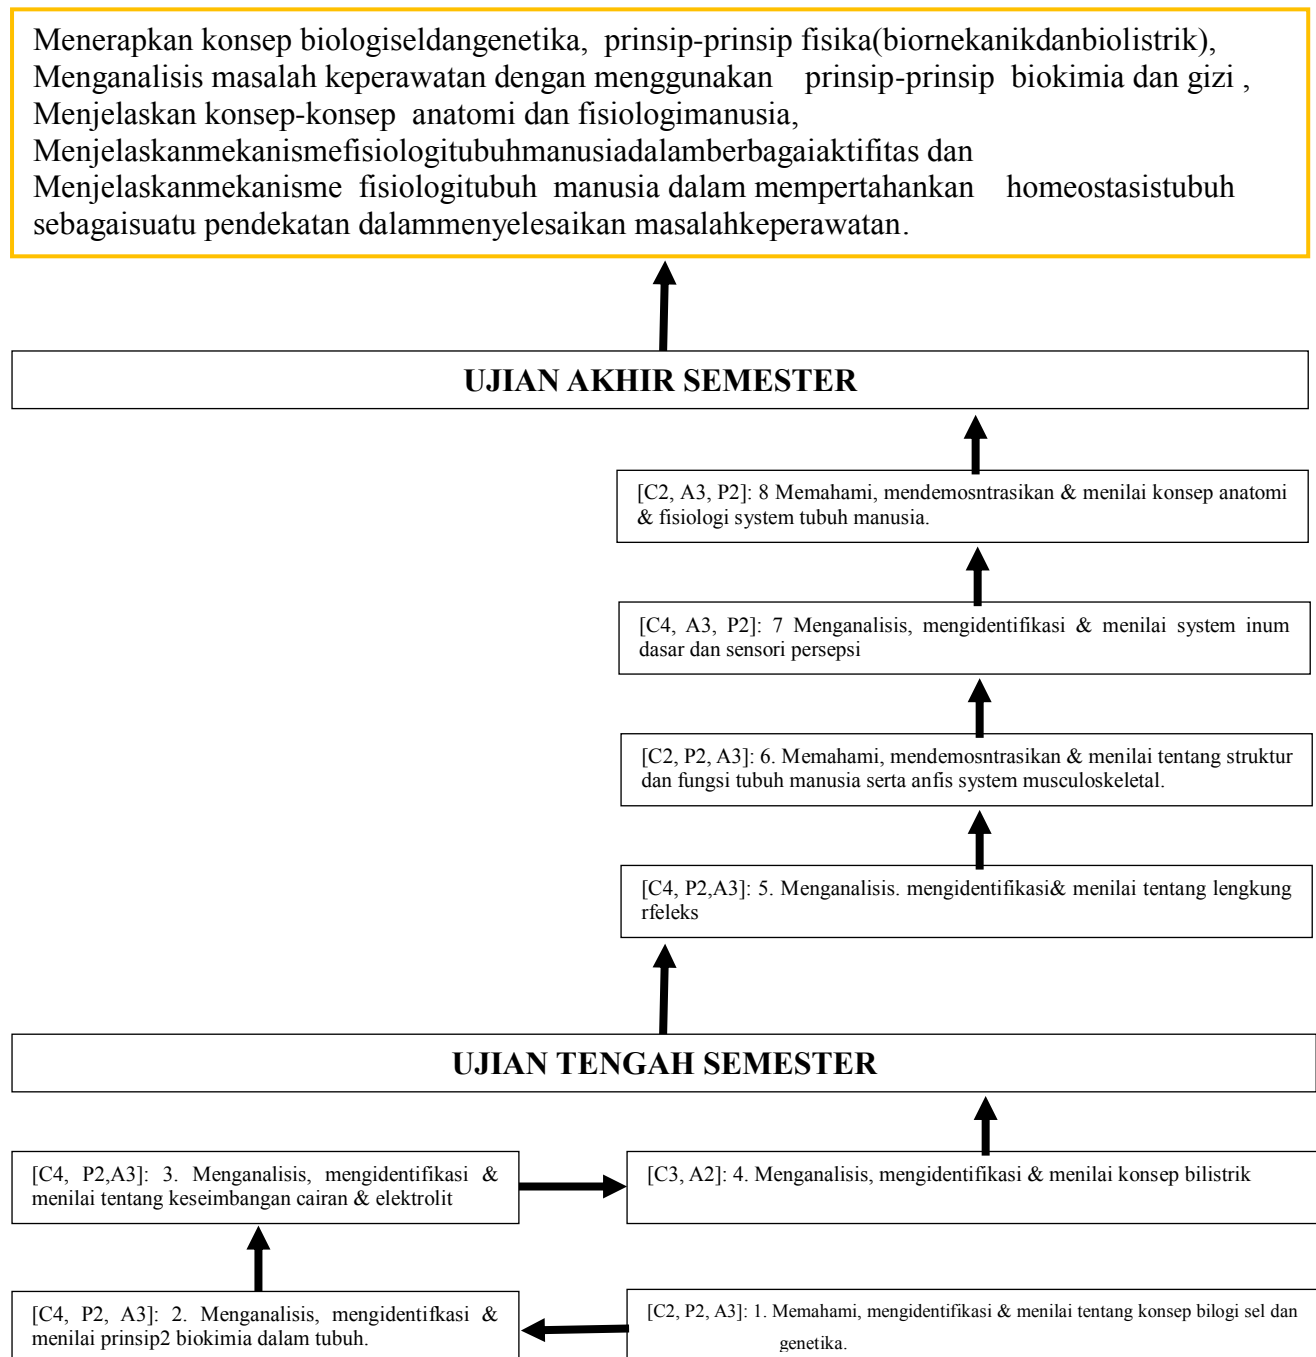 Menerapkan konsep biologiseldangenetika, prinsip-prinsip fisika(biornekanikdanbiolistrik),
Menganalisis masalah keperawatan dengan menggunakan prinsip-prinsip biokimia dan gizi ,
Menjelaskan konsep-konsep anatomi dan fisiologimanusia,
Menjelaskanmekanismefisiologitubuhmanusiadalamberbagaiaktifitas dan
Menjelaskanmekanisme fisiologitubuh manusia dalam mempertahankan homeostasistubuh
sebagaisuatu pendekatan dalammenyelesaikan masalahkeperawatan.
UJIAN AKHIR SEMESTER
[C2, A3, P2]: 8 Memahami, mendemosntrasikan & menilai konsep anatomi
& fisiologi system tubuh manusia.
[C4, A3, P2]: 7 Menganalisis, mengidentifikasi & menilai system inum
dasar dan sensori persepsi
[C2, P2, A3]: 6. Memahami, mendemosntrasikan & menilai tentang struktur
dan fungsi tubuh manusia serta anfis system musculoskeletal.
[C4, P2,A3]: 5. Menganalisis. mengidentifikasi& menilai tentang lengkung
rfeleks
UJIAN TENGAH SEMESTER
[C4, P2,A3]: 3. Menganalisis, mengidentifikasi &
menilai tentang keseimbangan cairan & elektrolit
[C3, A2]: 4. Menganalisis, mengidentifikasi & menilai konsep bilistrik
[C4, P2, A3]: 2. Menganalisis, mengidentifkasi &
menilai prinsip2 biokimia dalam tubuh.
[C2, P2, A3]: 1. Memahami, mengidentifikasi & menilai tentang konsep bilogi sel dan
genetika.